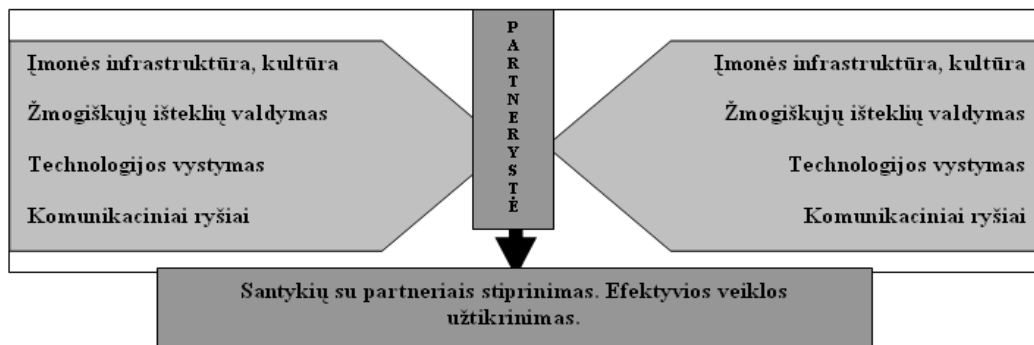 Įmonės infrastruktūra, kultūra
Žmogiškųjų išteklių valdymas
Technologijos vystymas
Komunikaciniai ryšiai
PARTNERYSTĖ
Įmonės infrastruktūra, kultūra
Žmogiškųjų išteklių valdymas
Technologijos vystymas
Komunikaciniai ryšiai
Santykių su partneriais stiprinimas. Efektyvios veiklos
užtikrinimas.